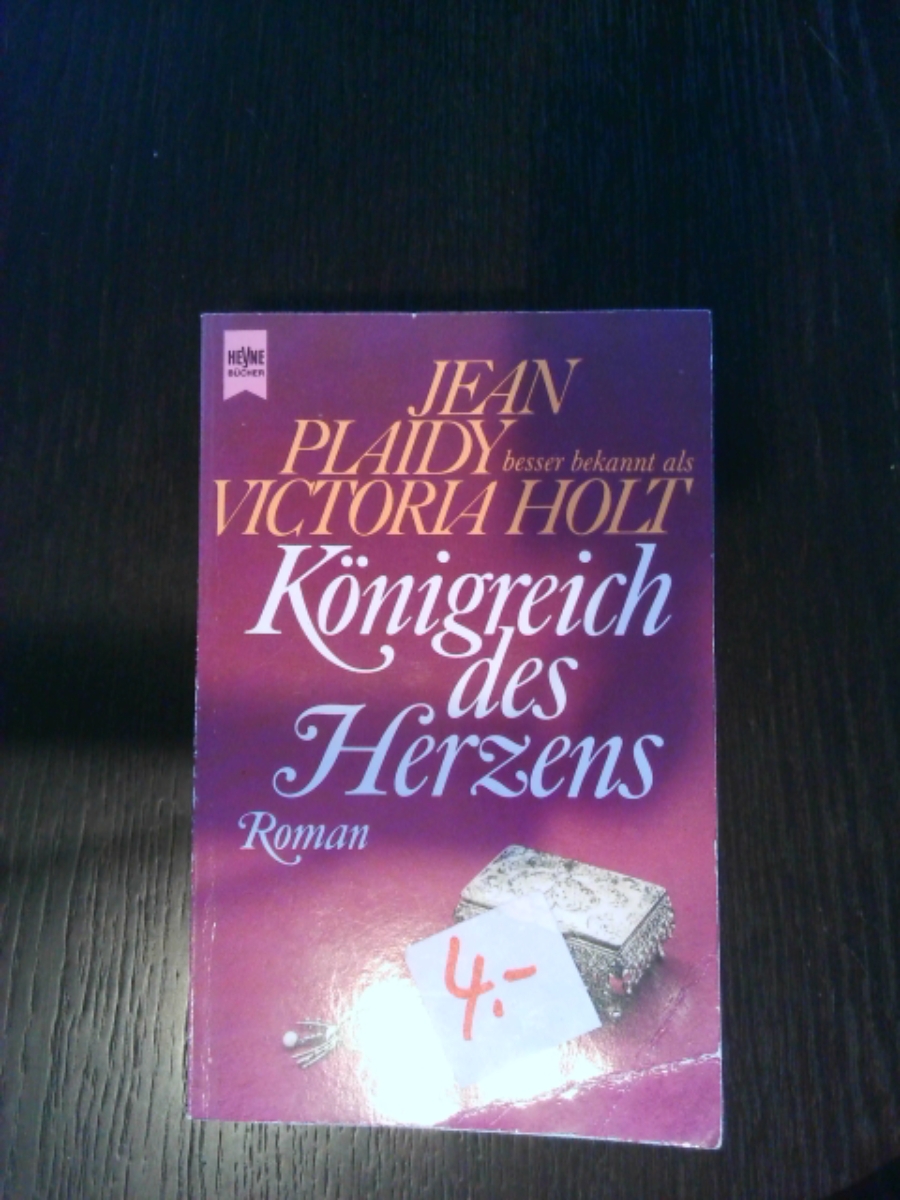 HEYNE
BÜCHER
JEAN
PLAIDY besser bekannt als
VICTORIA HOLT
Königreich
des
Herzens
Roman
4.-